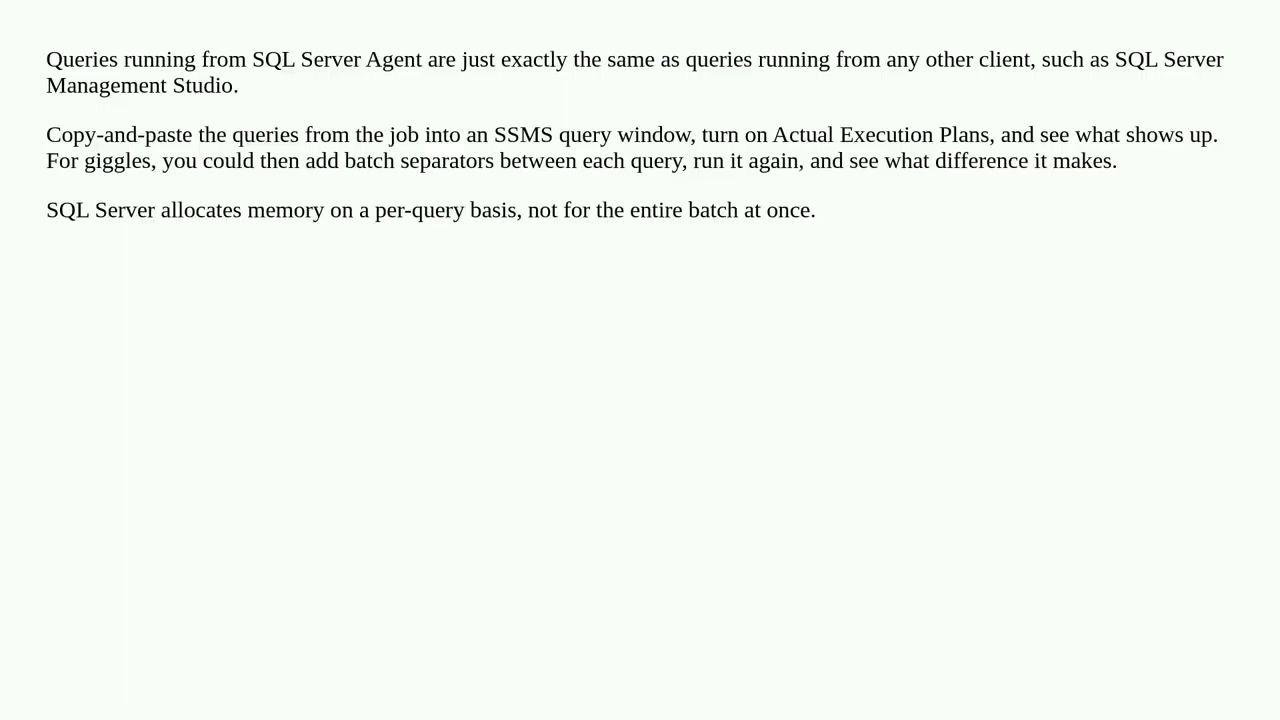 Queries running from SQL Server Agent are just exactly the same as queries running from any other client, such as SQL Server
Management Studio.
Copy-and-paste the queries from the job into an SSMS query window, turn on Actual Execution Plans, and see what shows up.
For giggles, you could then add batch separators between each query, run it again, and see what difference it makes.
SQL Server allocates memory on a per-query basis, not for the entire batch at once.